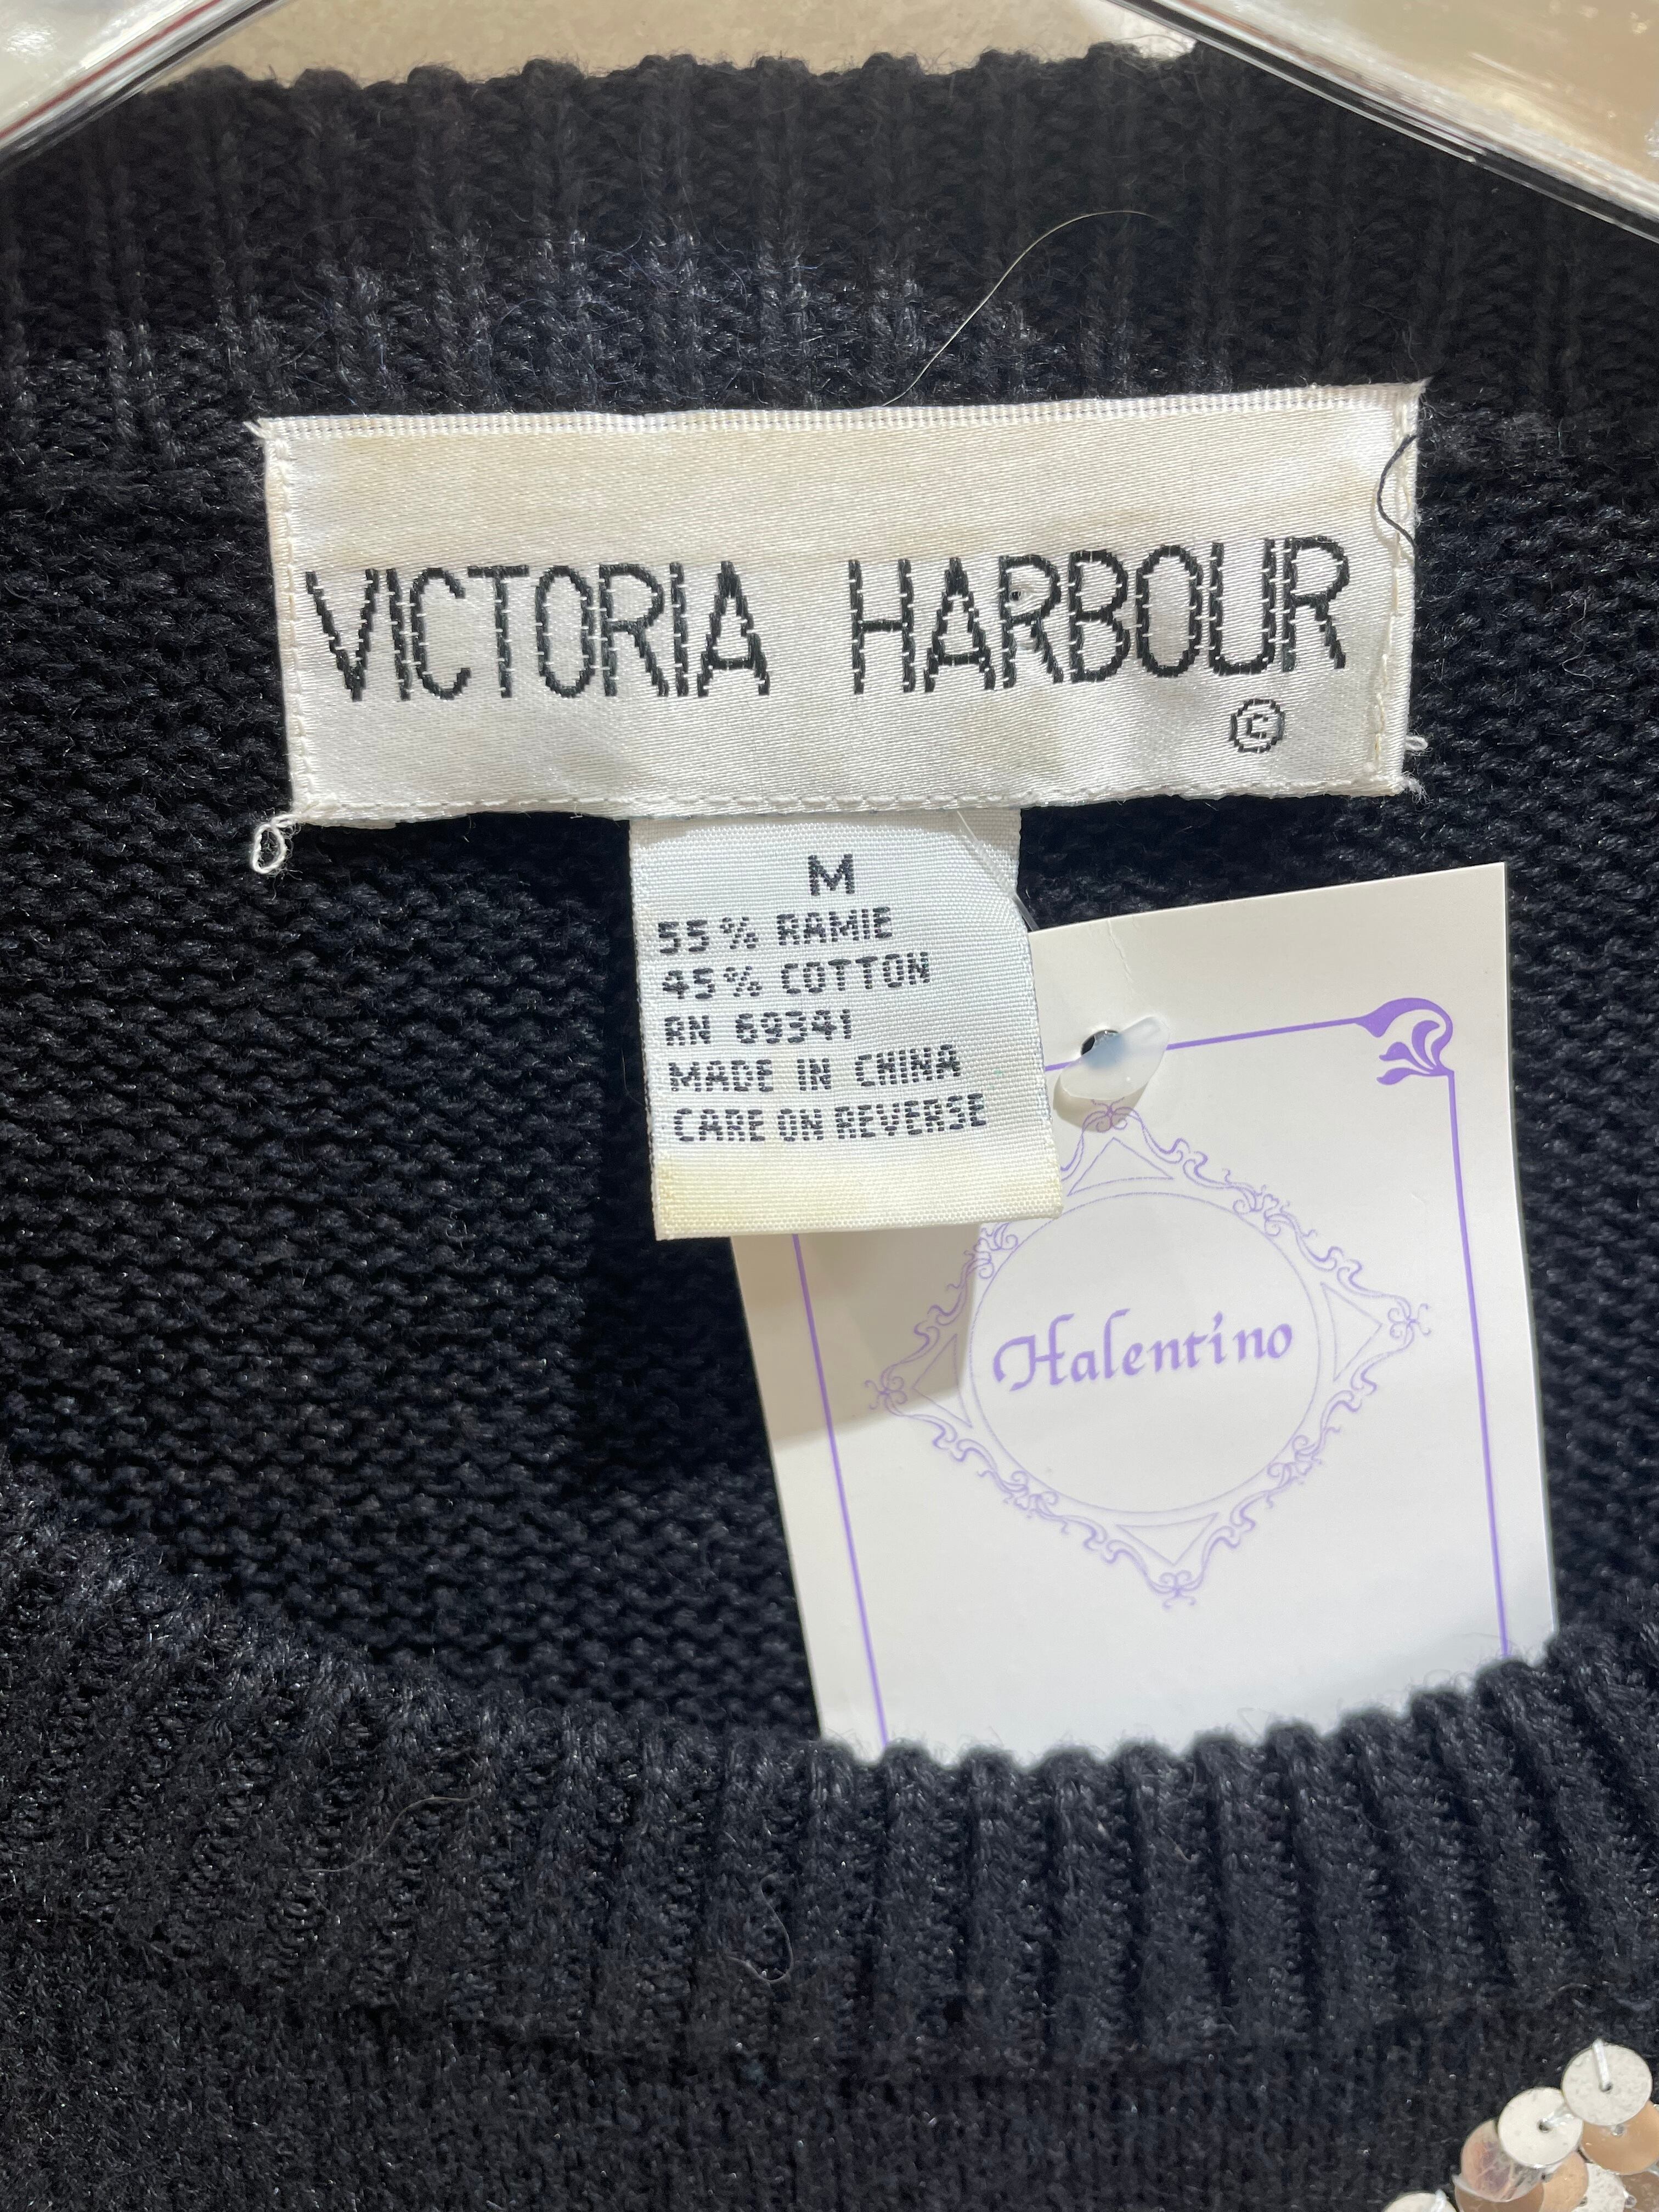 VICTORIA HARBOUR
©
M
55% RAMIE
45% COTTON
RN 69341
MADE IN CHINA
CARE ON REVERSE
Halentino